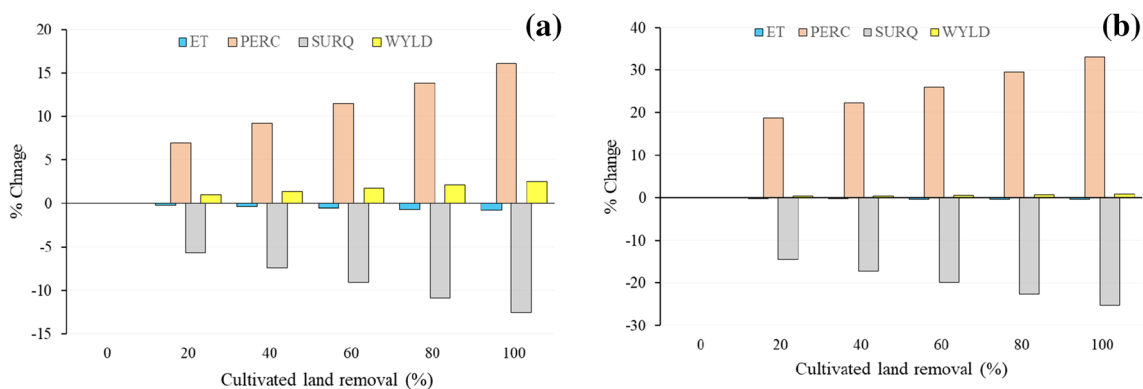 (a)
ET PERC SURQ WYLD
20
15
10
5
0
-5
-10
-15
% Chnage
0 20 40 60 80 100
Cultivated land removal (%)
(b)
ET PERC SURQ WYLD
40
30
20
10
0
-10
-20
-30
% Change
0 20 40 60 80 100
Cultivated land removal (%)